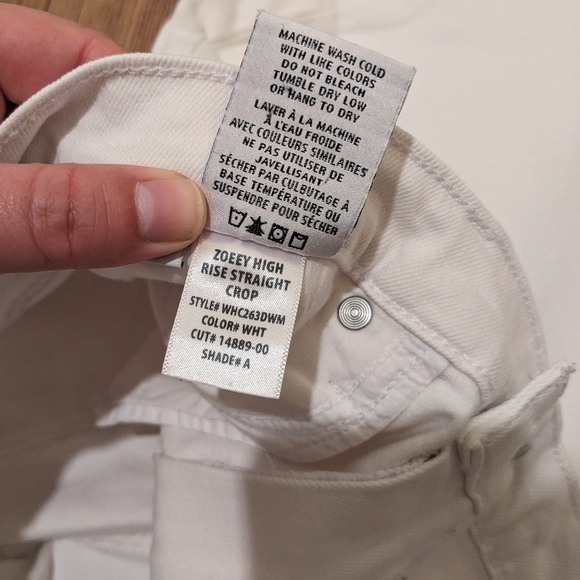 MACHINE WASH COLD
WITH LIKE COLORS
DO NOT BLEACH
TUMBLE DRY LOW
OR HANG TO DRY
LAVER À LA MACHINE
À L'EAU FROIDE
AVEC COULEURS SIMILAIRES
NE PAS UTILISER DE
JAVELLISANT/
SÉCHER PAR CULBUTAGE À
BASE TEMPÉRATURE OU
SUSPENDRE POUR SÉCHER
ZOEEY HIGH
RISE STRAIGHT
CROP
STYLE# WHC263DWM
COLOR# WHT
CUT# 14889-00
SHADE# A